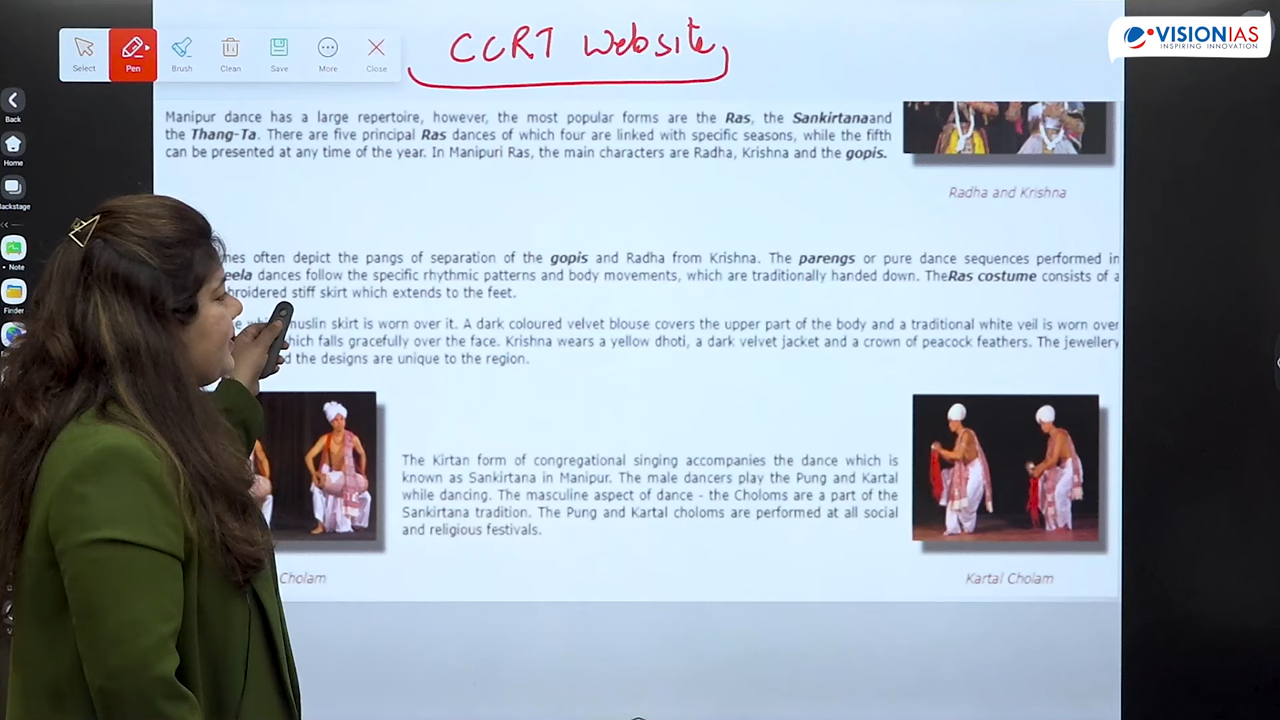 CCRT Website
VISIONIAS
INSPIRING INNOVATION
Select
Pen
Brush
Clean
Save
More
Close
Back
Home
Backstage
Note
Finder
Manipur dance has a large repertoire, however, the most popular forms are the Ras, the Sankirtanaand
the Thang-Ta. There are five principal Ras dances of which four are linked with specific seasons, while the fifth
can be presented at any time of the year. In Manipuri Ras, the main characters are Radha, Krishna and the gopis.
Radha and Krishna
often depict the pangs of separation of the gopis and Radha from Krishna. The parengs or pure dance sequences performed in
dances follow the specific rhythmic patterns and body movements, which are traditionally handed down. TheRas costume consists of a
stiff skirt which extends to the feet.
skirt is worn over it. A dark coloured velvet blouse covers the upper part of the body and a traditional white veil is worn over
falls gracefully over the face. Krishna wears a yellow dhoti, a dark velvet jacket and a crown of peacock feathers. The jewellery
the designs are unique to the region.
The Kirtan form of congregational singing accompanies the dance which is
known as Sankirtana in Manipur. The male dancers play the Pung and Kartal
while dancing. The masculine aspect of dance - the Choloms are a part of the
Sankirtana tradition. The Pung and Kartal choloms are performed at all social
and religious festivals.
Cholam
Kartal Cholam